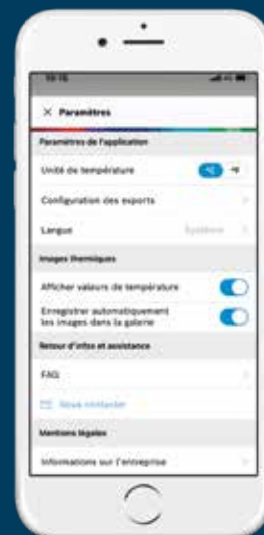 × Paramètres
Paramètres de l'application
Unité de température °C °F
Configuration des exports
Langue Système
Images thermiques
Afficher valeurs de température
Enregistrer automatiquement
les images dans la galerie
Retour d'infos et assistance
FAQ
Nous contacter
Mentions légales
Informations sur l'entreprise